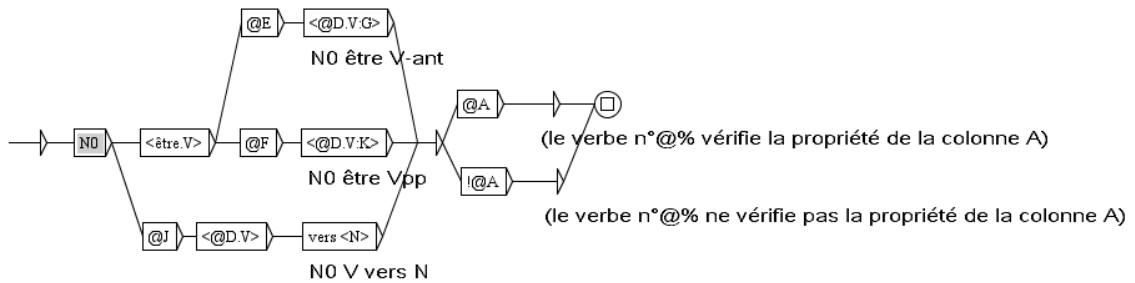 @E <@D.V:G>
N0 être V-ant
@A
N0 <être.V> @F <@D.V:K>
(le verbe n°@% vérifie la propriété de la colonne A)
N0 être Vpp
!@A
(le verbe n°@% ne vérifie pas la propriété de la colonne A)
@J <@D.V> vers <N>
N0 V vers N